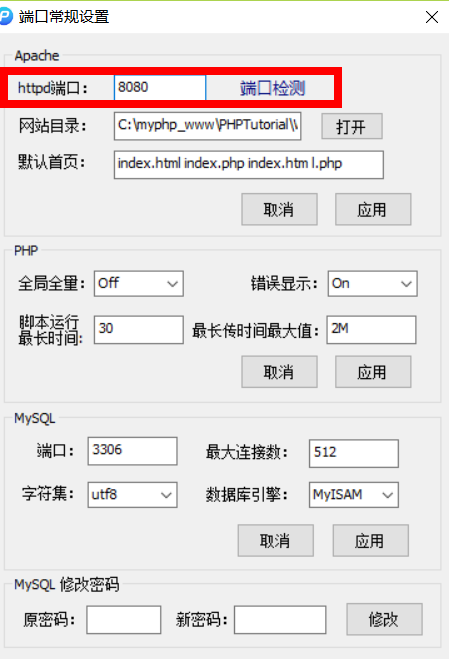 端口常规设置
Apache
httpd端口: 8080 端口检测
网站目录: C:\myphp_www\PHPTutorial\ 打开
默认首页: index.html index.php index.htm l.php
取消 应用
PHP
全局全量: Off 错误显示: On
脚本运行 最长时间: 30 最长传时间最大值: 2M
取消 应用
MySQL
端口: 3306 最大连接数: 512
字符集: utf8 数据库引擎: MyISAM
取消 应用
MySQL 修改密码
原密码: 新密码: 修改